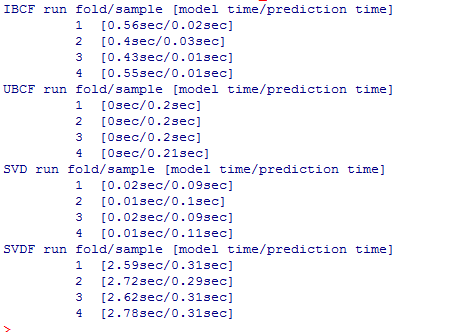 IBCF run fold/sample [model time/prediction time]
1 [0.56sec/0.02sec]
2 [0.4sec/0.03sec]
3 [0.43sec/0.01sec]
4 [0.55sec/0.01sec]
UBCF run fold/sample [model time/prediction time]
1 [0sec/0.2sec]
2 [0sec/0.2sec]
3 [0sec/0.2sec]
4 [0sec/0.21sec]
SVD run fold/sample [model time/prediction time]
1 [0.02sec/0.09sec]
2 [0.01sec/0.1sec]
3 [0.02sec/0.09sec]
4 [0.01sec/0.11sec]
SVDF run fold/sample [model time/prediction time]
1 [2.59sec/0.31sec]
2 [2.72sec/0.29sec]
3 [2.62sec/0.31sec]
4 [2.78sec/0.31sec]
>